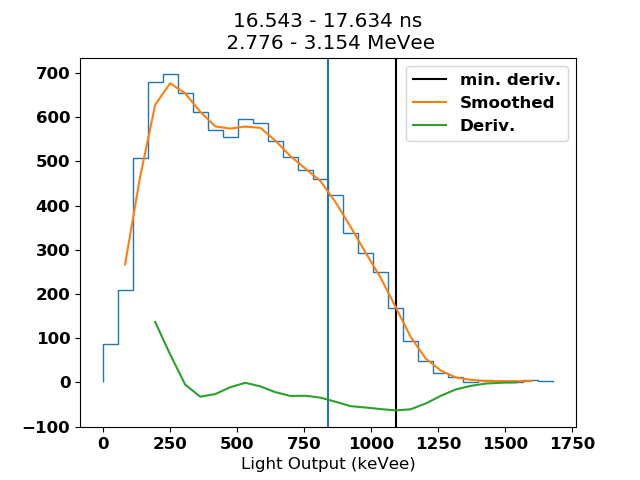 16.543 - 17.634 ns
2.776 - 3.154 MeVee
min. deriv.
Smoothed
Deriv.
700
600
500
400
300
200
100
0
−100
0
250
500
750
1000
1250
1500
1750
Light Output (keVee)